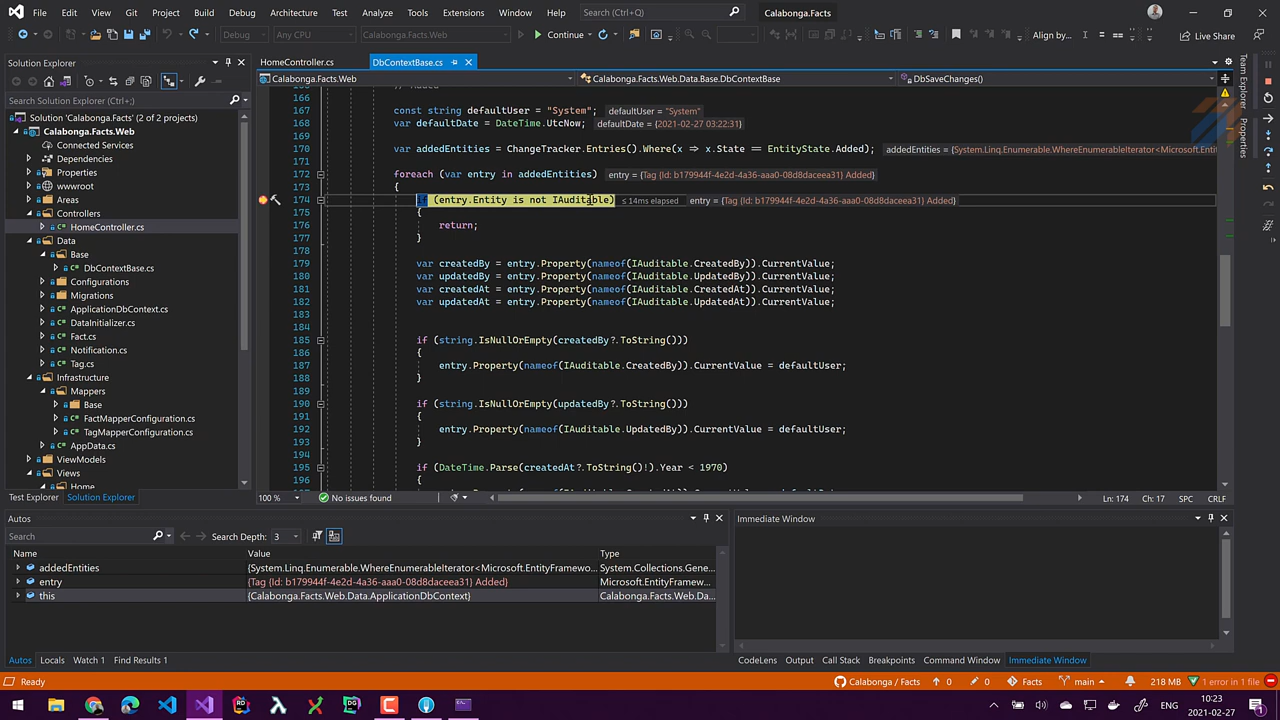 File Edit View Git Project Build Debug Architecture Test Analyze Tools Extensions Window Help Search (Ctrl+Q) Calabonga.Facts
Debug Any CPU Calabonga.Facts.Web Continue Align by... Live Share
Solution Explorer
Search Solution Explorer (Ctrl+;)
Solution 'Calabonga.Facts.Web' (2 of 2 projects)
Calabonga.Facts.Web
Connected Services
Dependencies
Properties
wwwroot
Areas
Controllers
HomeController.cs
Data
Base
DbContextBase.cs
Configurations
Migrations
ApplicationDbContext.cs
DataInitializer.cs
Fact.cs
Notification.cs
Tag.cs
Infrastructure
Mappers
Base
FactMapperConfiguration.cs
TagMapperConfiguration.cs
AppData.cs
ViewModels
Views
Home
Test Explorer Solution Explorer
HomeController.cs DbContextBase.cs
Calabonga.Facts.Web Calabonga.Facts.Web.Data.Base.DbContextBase DbSaveChanges()
166
167 const string defaultUser = "System"; defaultUser = "System"
168 var defaultDate = DateTime.UtcNow; defaultDate = {2021-02-27 03:22:31}
169
170 var addedEntities = ChangeTracker.Entries().Where(x => x.State == EntityState.Added); addedEntities = {System.Linq.Enumerable.WhereEnumerableIterator<Microsoft.Ent
171
172 foreach (var entry in addedEntities) entry = {Tag {Id: b179944f-4e2d-4a36-aaa0-08d8daceea31} Added}
173 {
174 if (entry.Entity is not IAuditable) ≤ 14ms elapsed entry = {Tag {Id: b179944f-4e2d-4a36-aaa0-08d8daceea31} Added}
175 {
176 return;
177 }
178
179 var createdBy = entry.Property(nameof(IAuditable.CreatedBy)).CurrentValue;
180 var updatedBy = entry.Property(nameof(IAuditable.UpdatedBy)).CurrentValue;
181 var createdAt = entry.Property(nameof(IAuditable.CreatedAt)).CurrentValue;
182 var updatedAt = entry.Property(nameof(IAuditable.UpdatedAt)).CurrentValue;
183
184
185 if (string.IsNullOrEmpty(createdBy?.ToString()))
186 {
187 entry.Property(nameof(IAuditable.CreatedBy)).CurrentValue = defaultUser;
188 }
189
190 if (string.IsNullOrEmpty(updatedBy?.ToString()))
191 {
192 entry.Property(nameof(IAuditable.UpdatedBy)).CurrentValue = defaultUser;
193 }
194
195 if (DateTime.Parse(createdAt?.ToString()!).Year < 1970)
196 {
100 % No issues found Ln: 174 Ch: 17 SPC CRLF
Team Explorer Properties
Autos
Search Search Depth: 3
Name Value Type
addedEntities {System.Linq.Enumerable.WhereEnumerableIterator<Microsoft.EntityFramewo... System.Collections.Gene...
entry {Tag {Id: b179944f-4e2d-4a36-aaa0-08d8daceea31} Added} Microsoft.EntityFramew...
this {Calabonga.Facts.Web.Data.ApplicationDbContext} Calabonga.Facts.Web.Da...
Autos Locals Watch 1 Find Results 1
Immediate Window
CodeLens Output Call Stack Breakpoints Command Window Immediate Window
Ready Calabonga / Facts 0 0 Facts main 218 MB 1 error in 1 file
ENG 10:23
2021-02-27